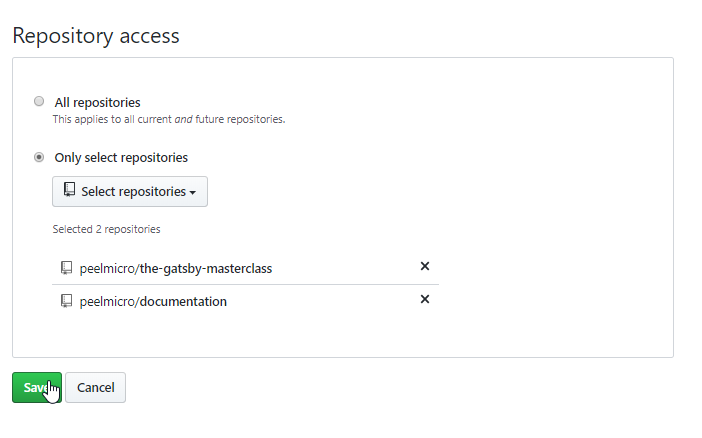 Repository access
All repositories
This applies to all current and future repositories.
Only select repositories
Select repositories
Selected 2 repositories
peelmicro/the-gatsby-masterclass
peelmicro/documentation
Save Cancel